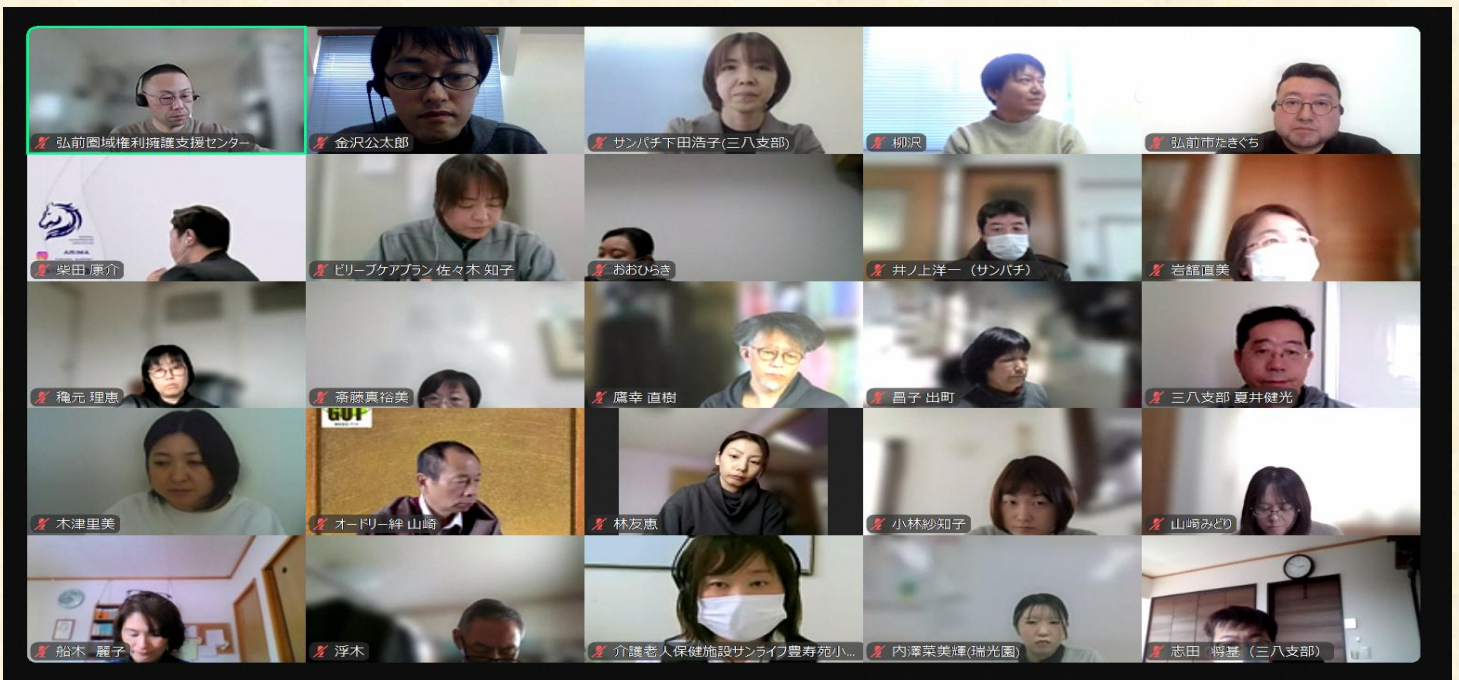 弘前圏域権利擁護支援センター
金沢公太郎
サンパチ下田浩子(三八支部)
柳沢
弘前市たきぐち
ARIMA
柴田 康介
ビリーブケアプラン 佐々木 知子
おおひらき
井ノ上洋一（サンパチ）
岩舘直美
穐元 理恵
斎藤真裕美
鷹幸 直樹
昌子 出町
三八支部 夏井健光
木津里美
GUT
オードリー絆 山崎
林友恵
小林紗知子
山崎みどり
船木 麗子
浮木
介護老人保健施設サンライフ豊寿苑小...
内澤菜美輝(瑞光園)
志田 将基（三八支部）